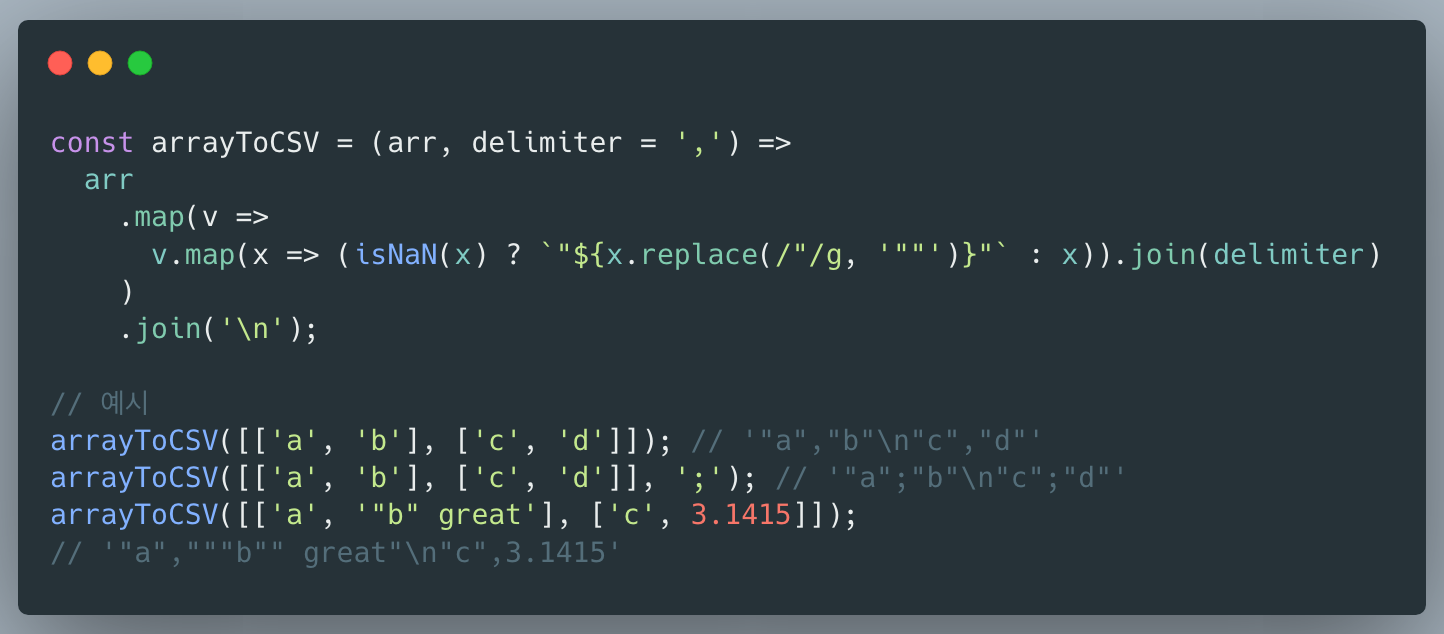 const arrayToCSV = (arr, delimiter = ',') =>
  arr
    .map(v =>
      v.map(x => (isNaN(x) ? `"${x.replace(/"/g, '""')}"` : x)).join(delimiter)
    )
    .join('\n');

// 예시
arrayToCSV([['a', 'b'], ['c', 'd']]); // '"a","b"\n"c","d"'
arrayToCSV([['a', 'b'], ['c', 'd']], ';'); // '"a";"b"\n"c";"d"'
arrayToCSV([['a', '"b" great'], ['c', 3.1415]]);
// '"a","""b"" great"\n"c",3.1415'